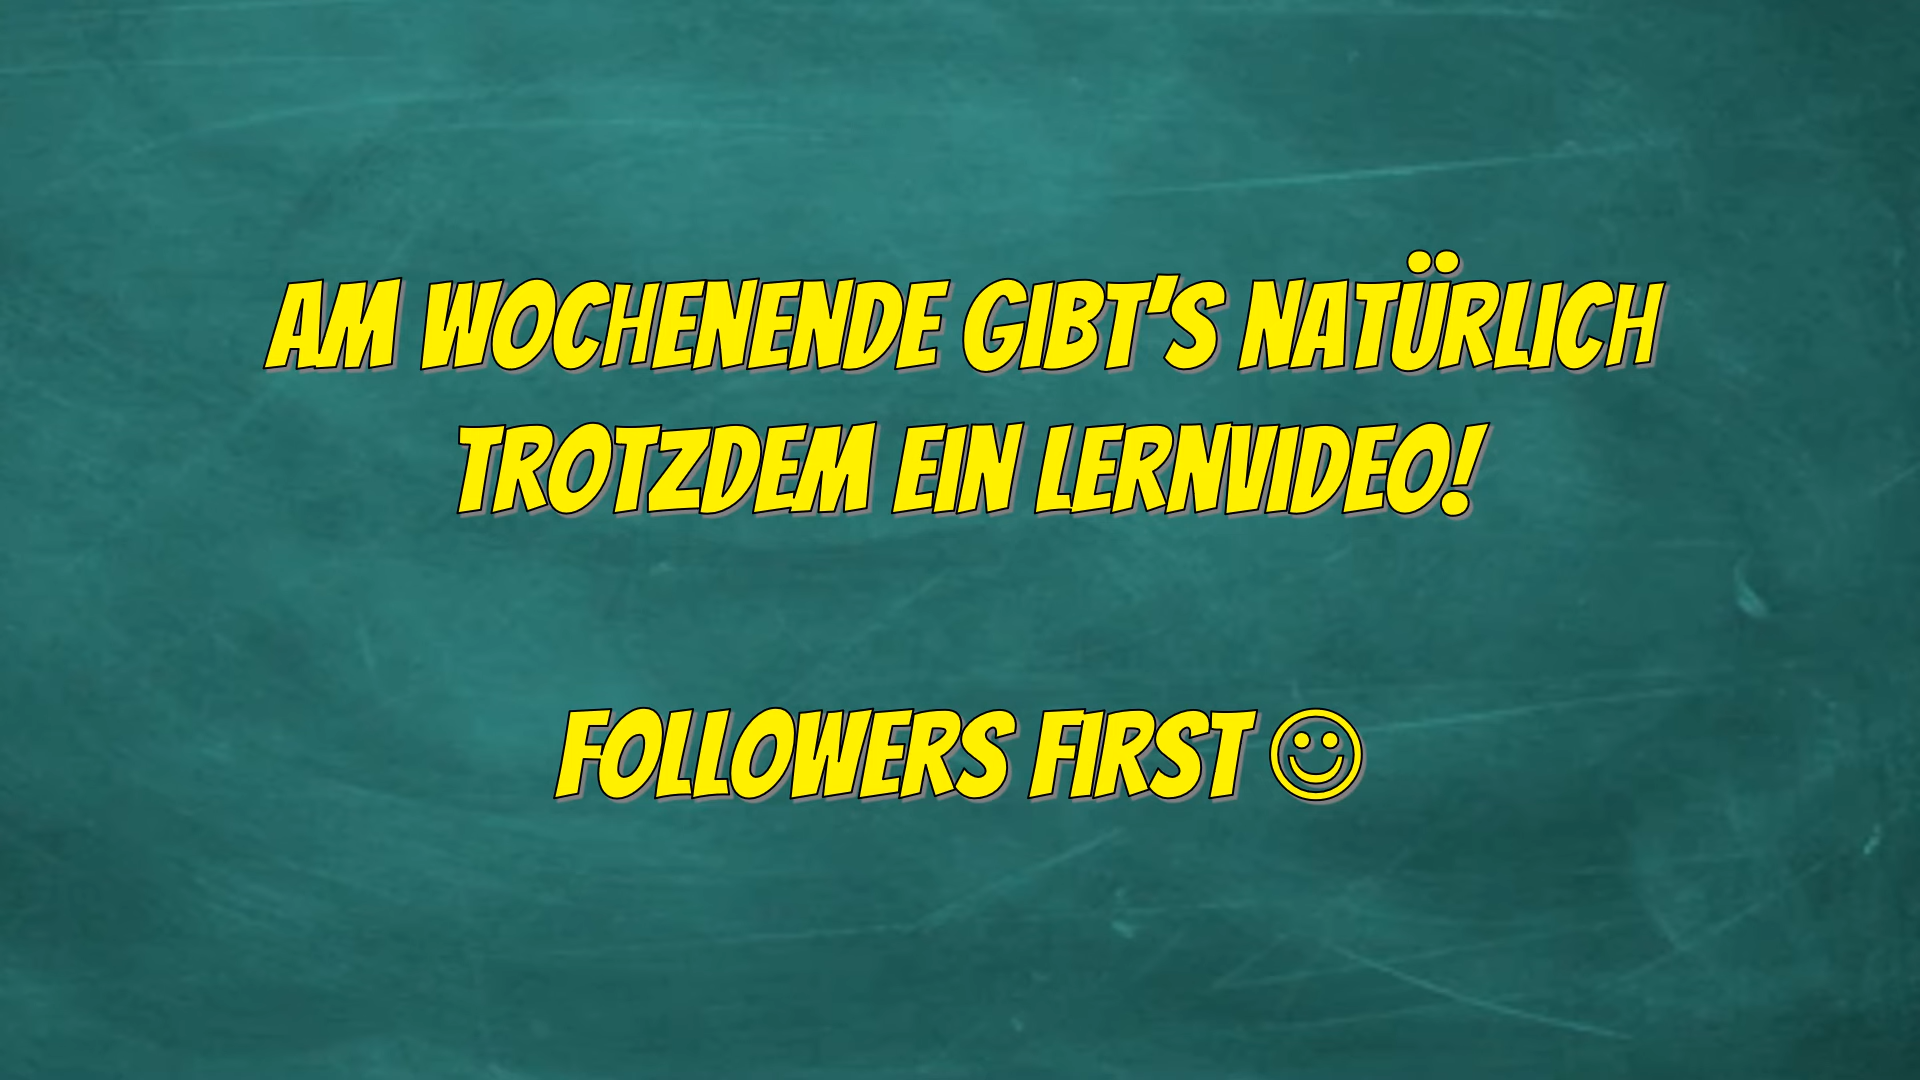 AM WOCHENENDE GIBT'S NATÜRLICH
TROTZDEM EIN LERNVIDEO!
FOLLOWERS FIRST ☺